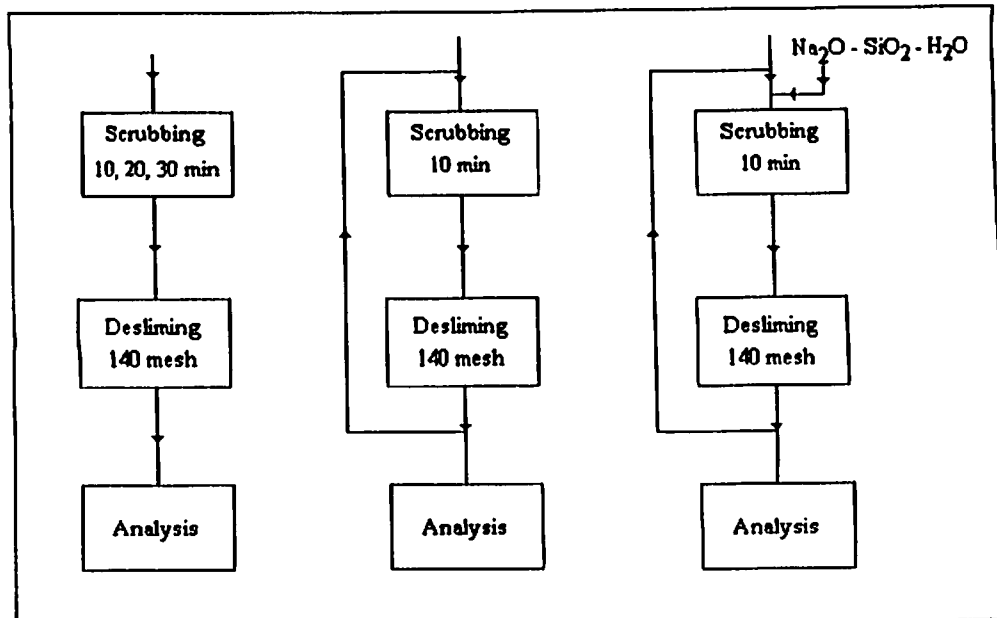 Na₂O - SiO₂ - H₂O
Scrubbing
10, 20, 30 min
Desliming
140 mesh
Analysis
Scrubbing
10 min
Desliming
140 mesh
Analysis
Scrubbing
10 min
Desliming
140 mesh
Analysis